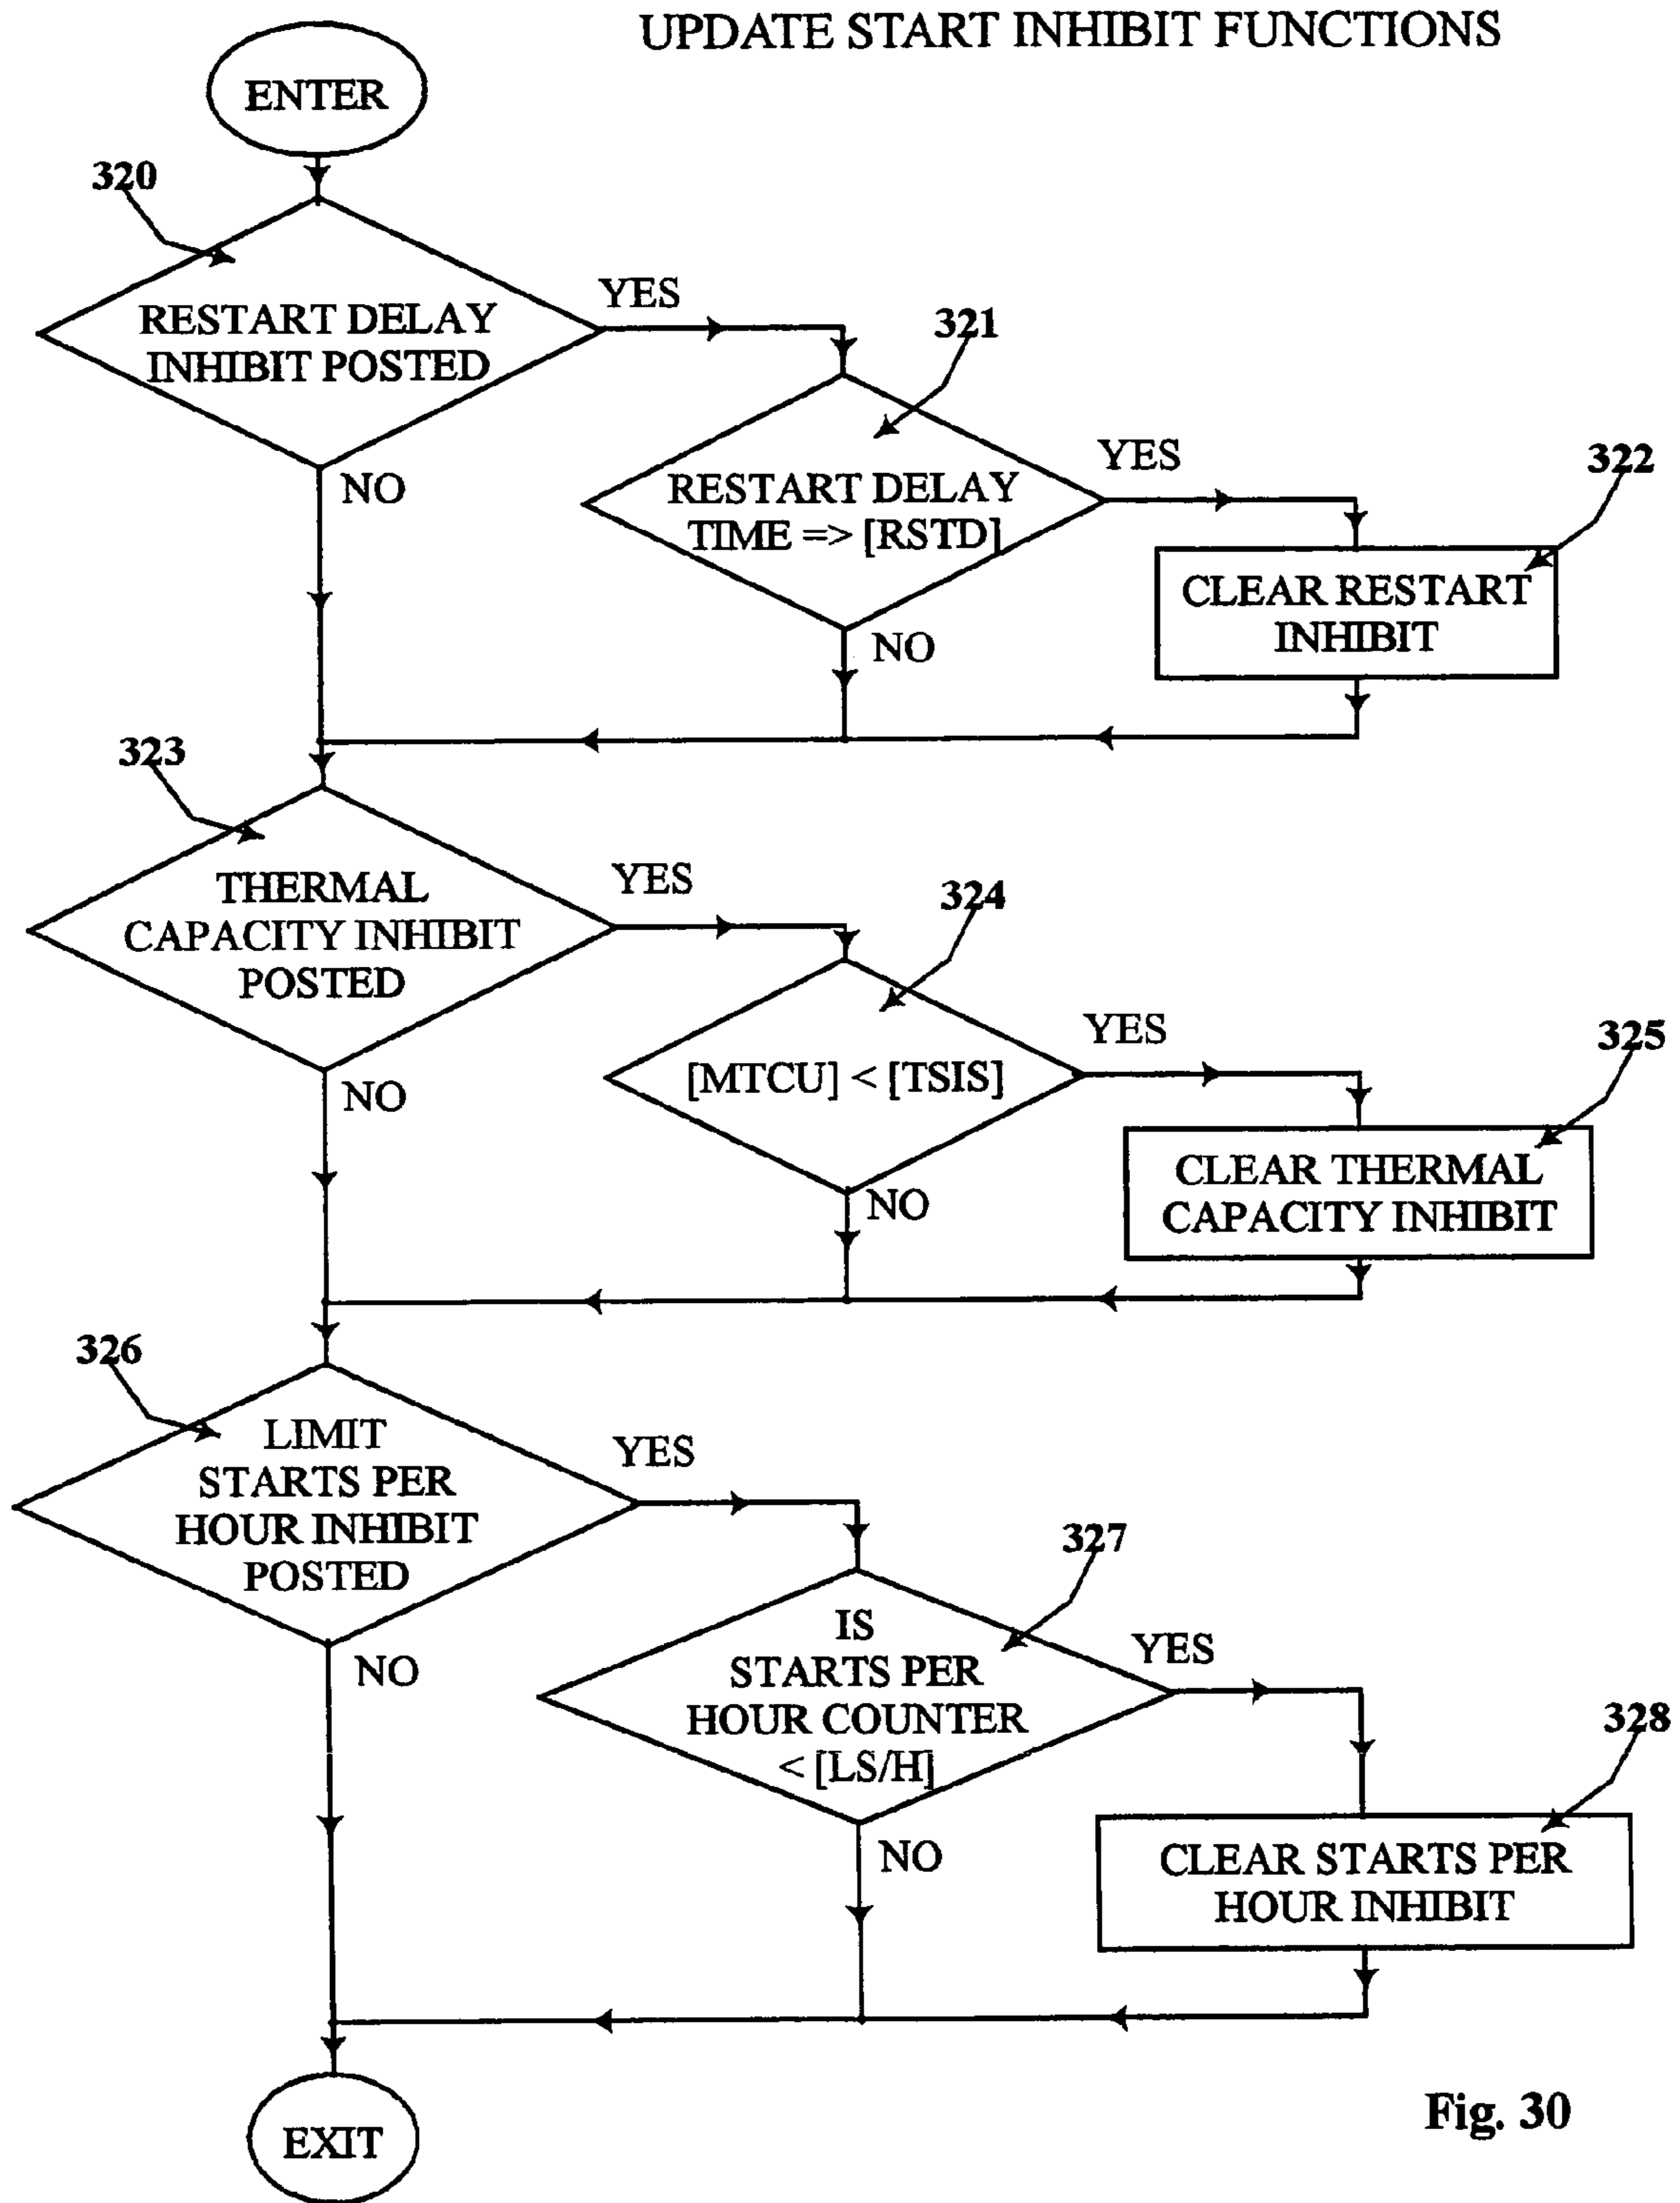 UPDATE START INHIBIT FUNCTIONS
ENTER
320
RESTART DELAY
INHIBIT POSTED
YES
NO
321
RESTART DELAY
TIME => [RSTD]
YES
NO
322
CLEAR RESTART
INHIBIT
323
THERMAL
CAPACITY INHIBIT
POSTED
YES
NO
324
[MTCU] < [TSIS]
YES
NO
325
CLEAR THERMAL
CAPACITY INHIBIT
326
LIMIT
STARTS PER
HOUR INHIBIT
POSTED
YES
NO
327
IS
STARTS PER
HOUR COUNTER
< [LS/H]
YES
NO
328
CLEAR STARTS PER
HOUR INHIBIT
EXIT
Fig. 30